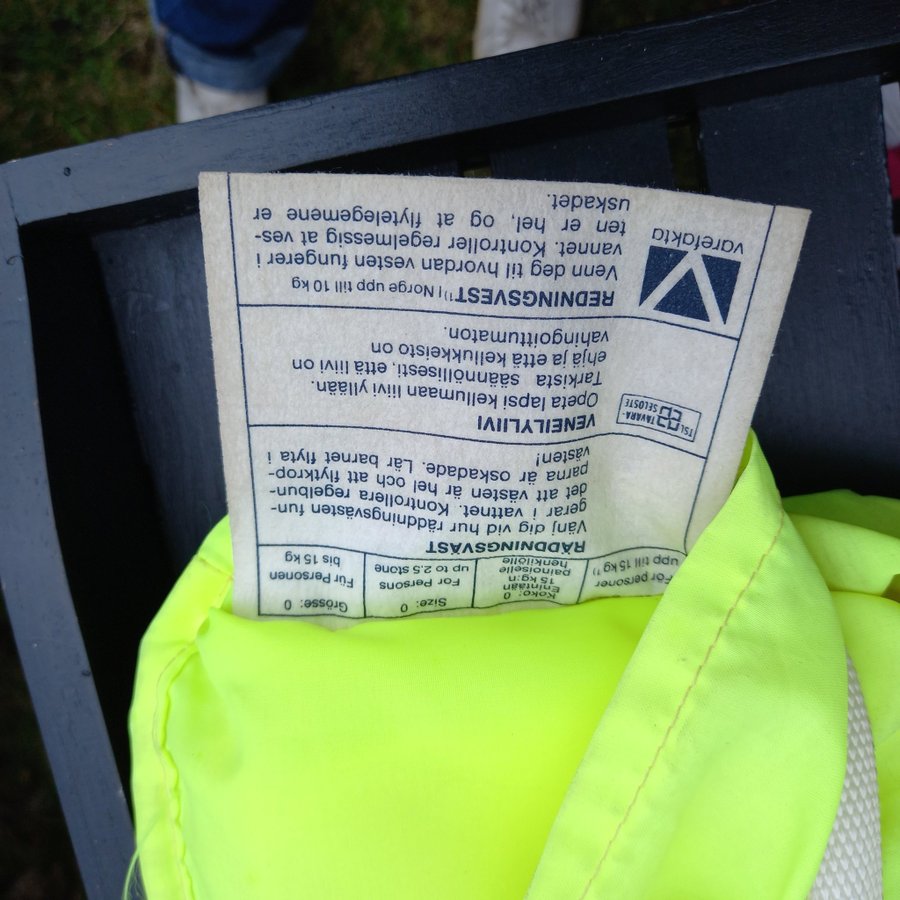 För personer
upp till 15 kg¹)
Koko: 0
Enintään
15 kg:n
painoiselle
henkilölle
Size: 0
For Persons
up to 2.5 stone
Grösse: 0
Für Personen
bis 15 kg
RÄDDNINGSVÄST
Vänj dig vid hur räddningsvästen fun-
gerar i vattnet. Kontrollera regelbun-
det att västen är hel och att flytkrop-
parna är oskadade. Lär barnet flyta i
västen!
TSL TAVARA-
SELOSTE
VENEILYLIIVI
Opeta lapsi kellumaan liivi yllään.
Tarkista säännöllisesti, että liivi on
ehjä ja että kellukkeisto on
vahingoittumaton.
varefakta
REDNINGSVEST ¹) I Norge upp till 10 kg
Venn deg til hvordan vesten fungerer i
vannet. Kontroller regelmessig at ves-
ten er hel, og at flytelegemene er
uskadet.